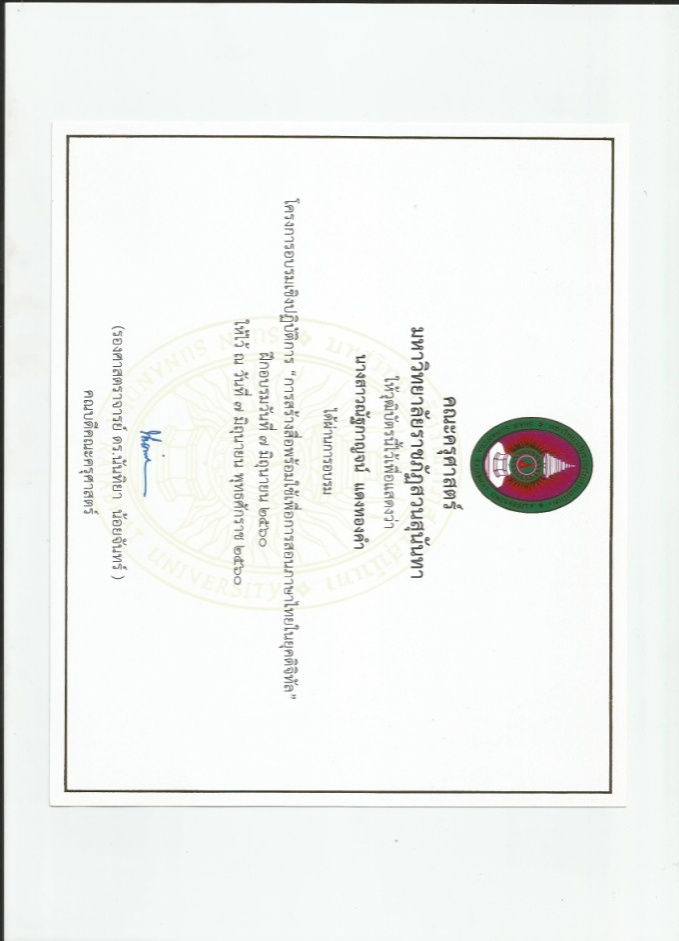 คณะครุศาสตร์
มหาวิทยาลัยราชภัฏสวนสุนันทา
ให้วุฒิบัตรนี้ไว้เพื่อแสดงว่า
นางสาวณัฐกาญจน์ แดงทองคำ
ได้ผ่านการอบรม
โครงการอบรมเชิงปฏิบัติการ “การสร้างสื่อพร้อมใช้เพื่อการสอนภาษาไทยในยุคดิจิทัล”
ฝึกอบรมวันที่ ๗ มิถุนายน ๒๕๖๐
ให้ไว้ ณ วันที่ ๗ มิถุนายน พุทธศักราช ๒๕๖๐
(รองศาสตราจารย์ ดร.นันทิยา น้อยจันทร์ )
คณบดีคณะครุศาสตร์